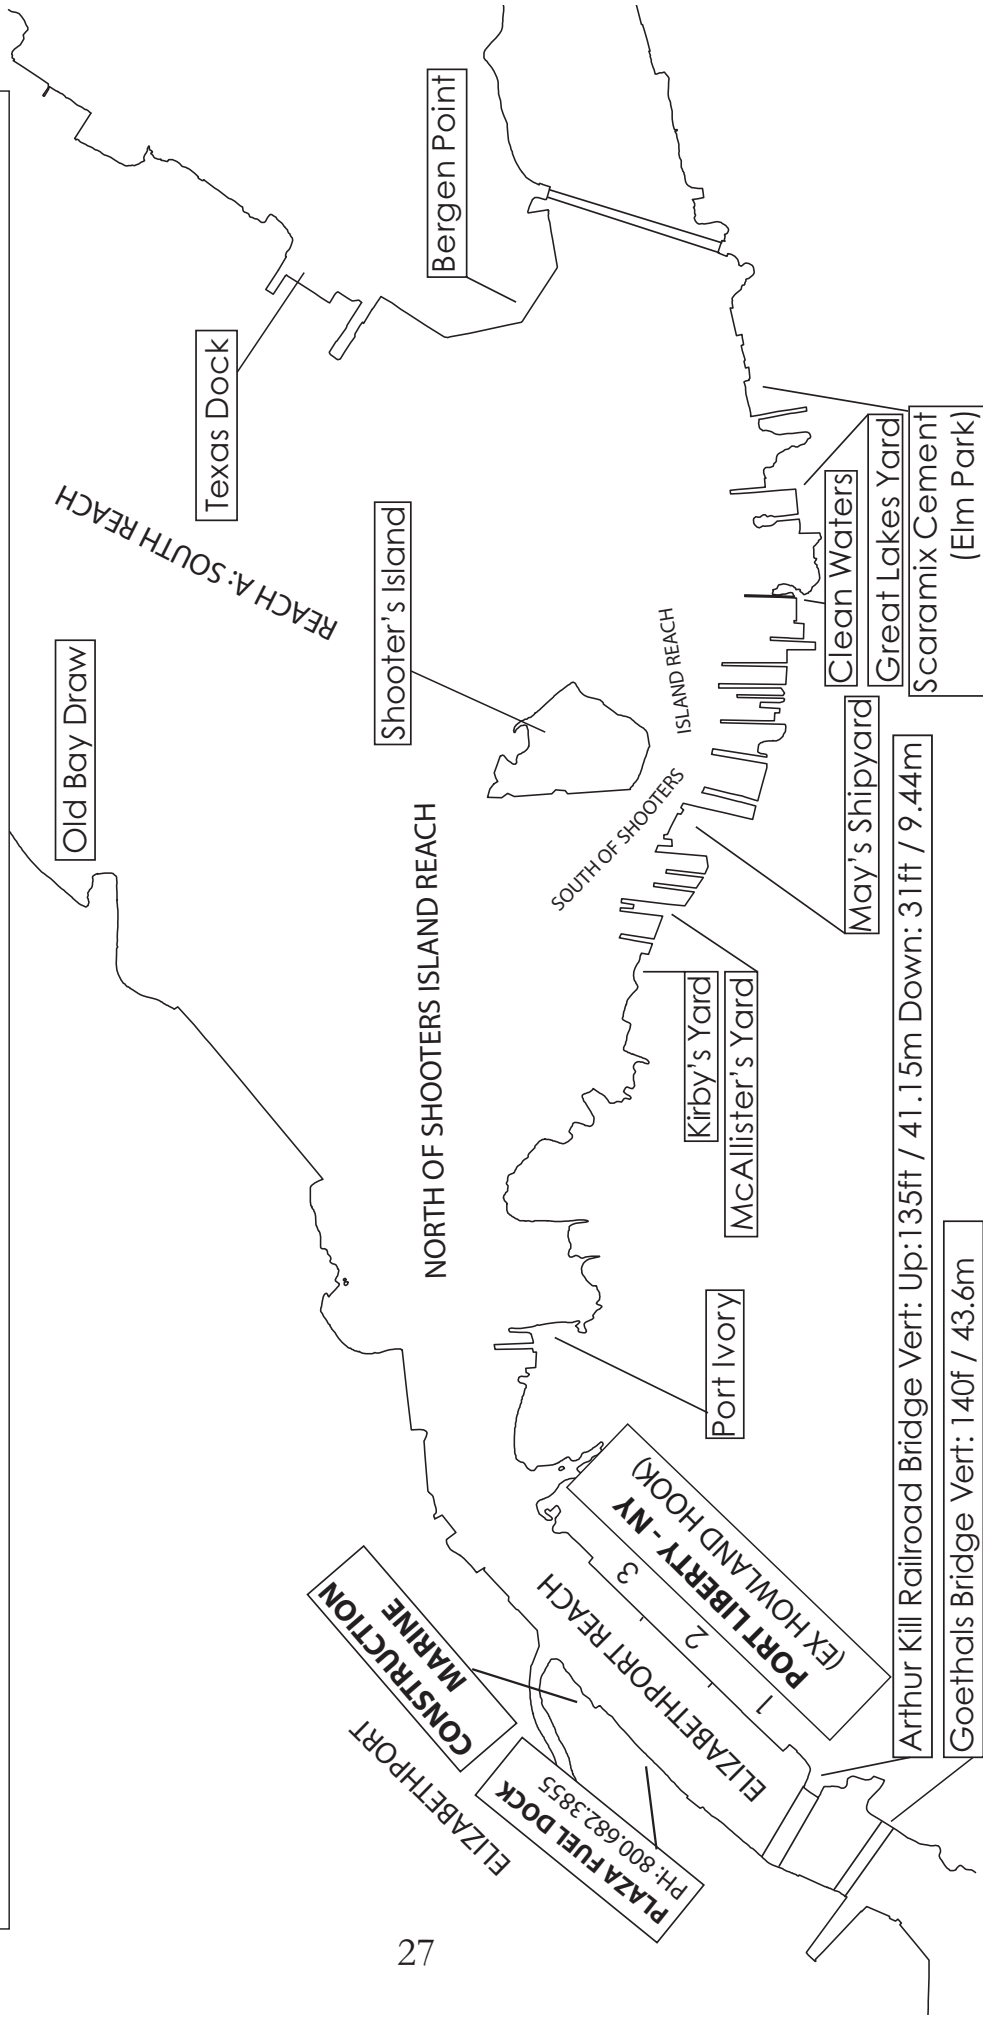 Old Bay Draw
REACH A: SOUTH REACH
Texas Dock
Bergen Point
Shooter's Island
NORTH OF SHOOTERS ISLAND REACH
ISLAND REACH
SOUTH OF SHOOTERS
Clean Waters
Great Lakes Yard
Scaramix Cement
(Elm Park)
May's Shipyard
Kirby's Yard
McAllister's Yard
Port Ivory
PORT LIBERTY - NY
(EX HOWLAND HOOK)
3
2
1
ELIZABETHPORT REACH
CONSTRUCTION
MARINE
ELIZABETHPORT
PLAZA FUEL DOCK
PH: 800.682.3855
Arthur Kill Railroad Bridge Vert: Up:135ft / 41.15m Down: 31ft / 9.44m
Goethals Bridge Vert: 140f / 43.6m
27